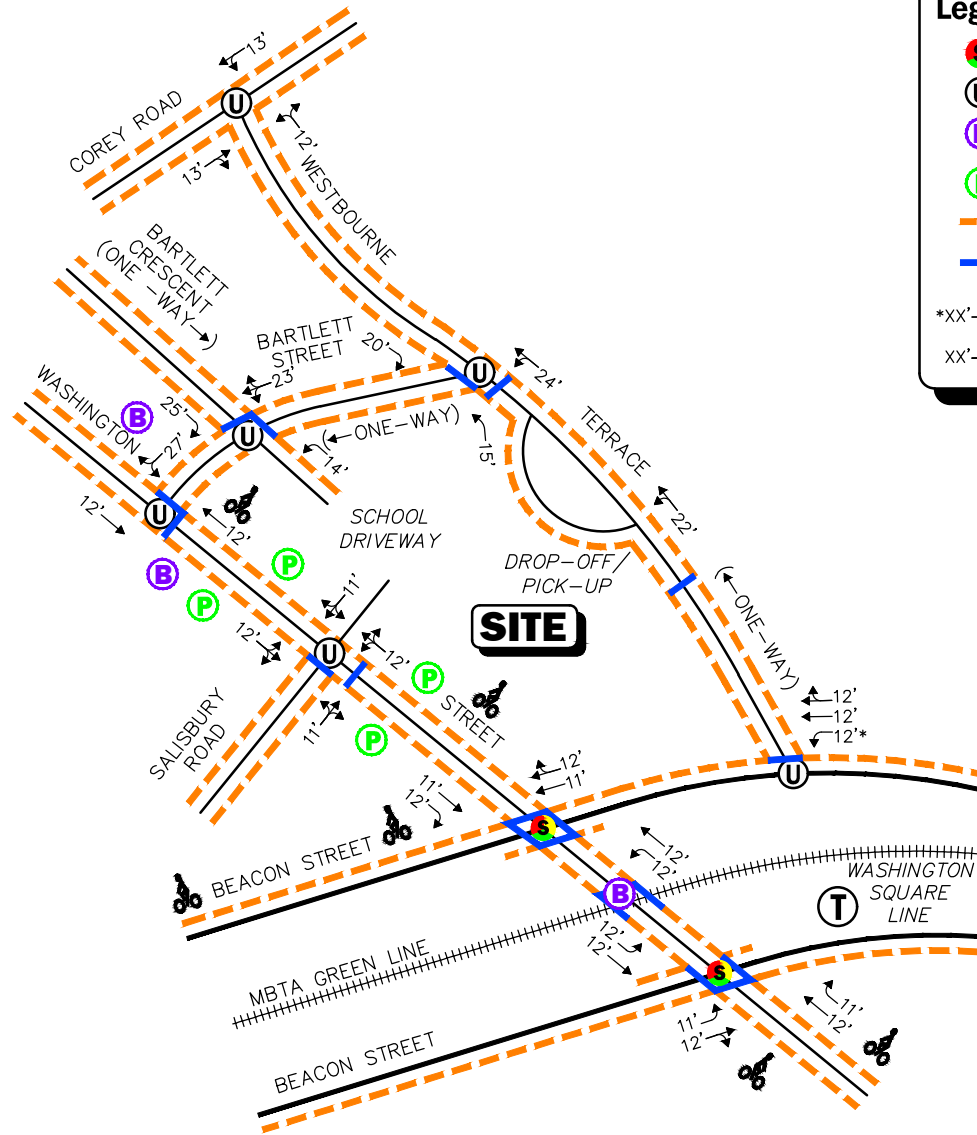 Leg
S
U
*XX'-
XX'-
13'
U
COREY ROAD
13'
12'
WESTBOURNE
BARTLETT
CRESCENT
(ONE-WAY→)
BARTLETT
STREET
20'
U
24'
23'
WASHINGTON
B
25'
27'
U
(←ONE-WAY)
14'
15'
TERRACE
22'
12'
U
12'
SCHOOL
DRIVEWAY
B
P
P
DROP-OFF/
PICK-UP
11'
SITE
(←ONE-WAY)
12'
U
12'
P
STREET
SALISBURY
ROAD
11'
P
12'
12'
12'*
U
12'
11'
11'
12'
S
BEACON STREET
12'
12'
B
WASHINGTON
SQUARE
LINE
T
12'
12'
MBTA GREEN LINE
S
11'
12'
11'
12'
BEACON STREET